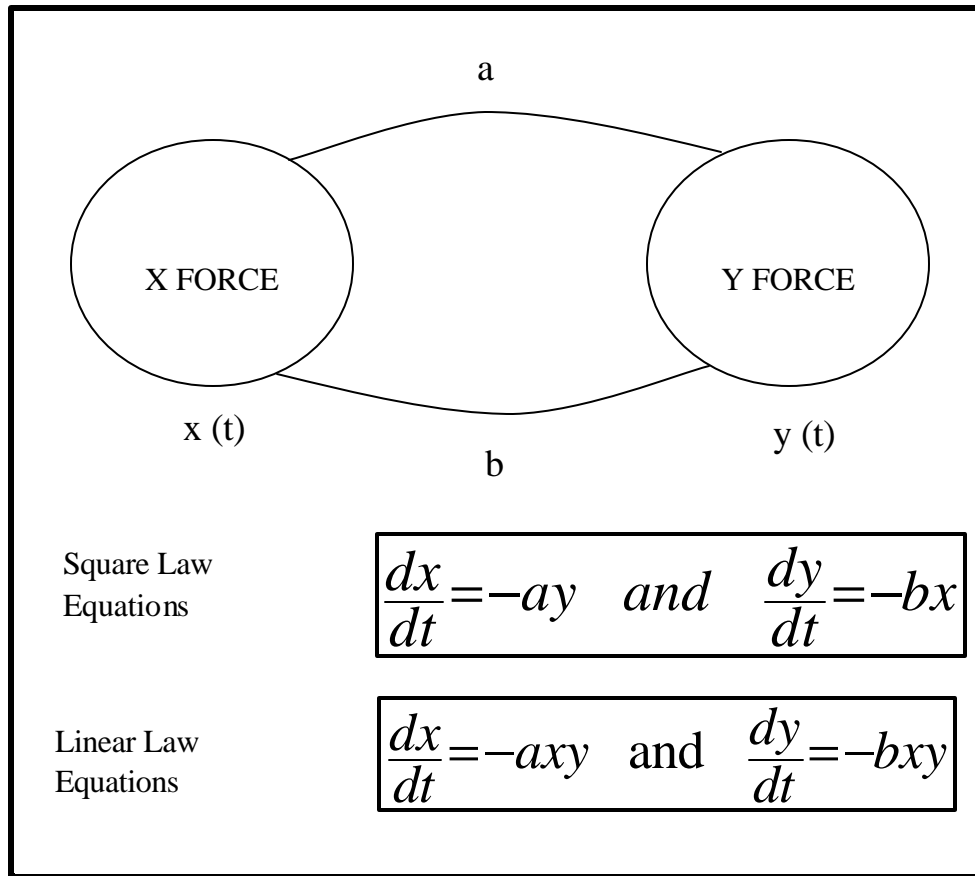 a
X FORCE
Y FORCE
x (t)
y (t)
b
Square Law
Equations
dx/dt=-ay and dy/dt=-bx
Linear Law
Equations
dx/dt=-axy and dy/dt=-bxy